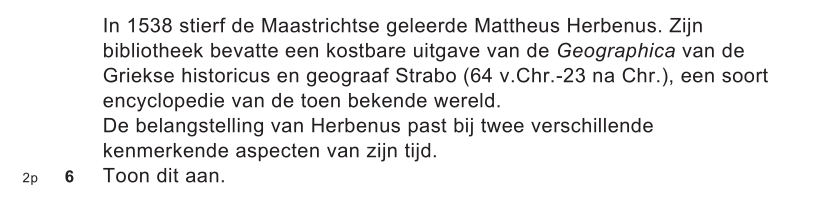 In 1538 stierf de Maastrichtse geleerde Mattheus Herbenus. Zijn
bibliotheek bevatte een kostbare uitgave van de Geographica van de
Griekse historicus en geograaf Strabo (64 v.Chr.-23 na Chr.), een soort
encyclopedie van de toen bekende wereld.
De belangstelling van Herbenus past bij twee verschillende
kenmerkende aspecten van zijn tijd.
2p 6 Toon dit aan.